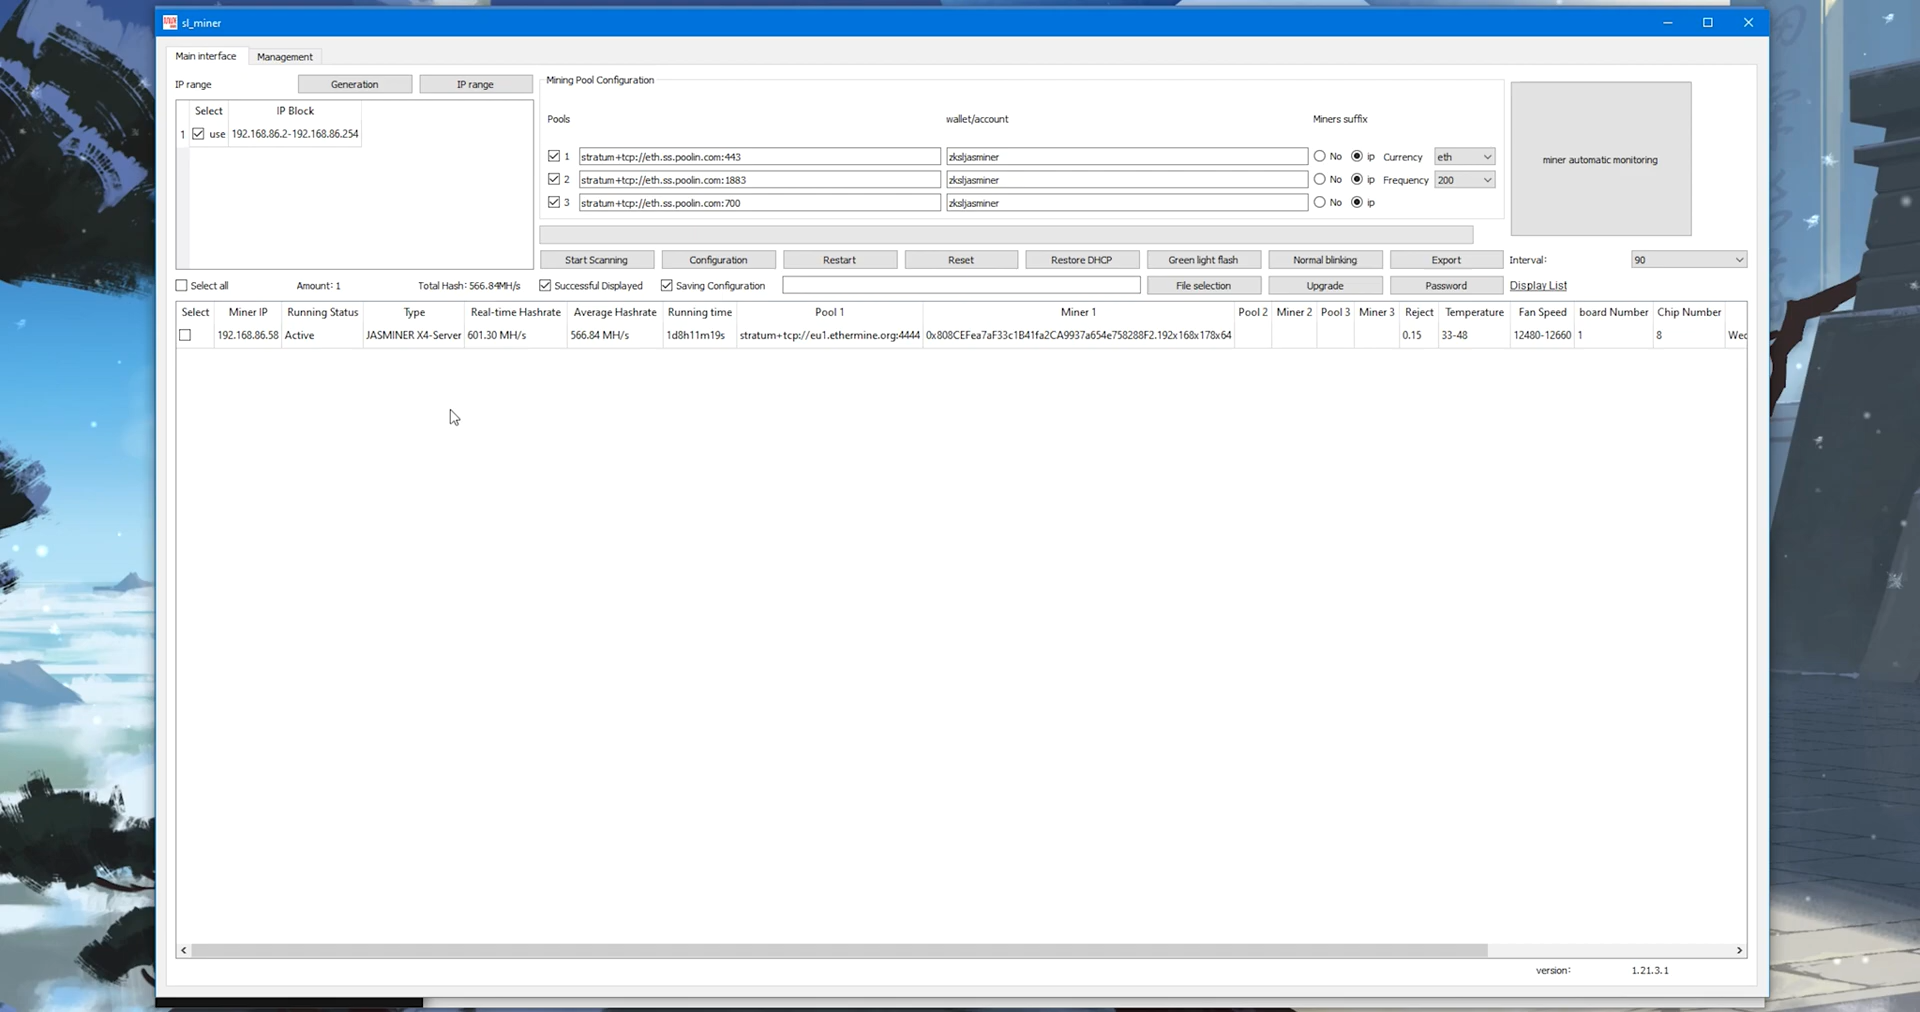 sl_miner
Main interface Management
IP range Generation IP range
Select IP Block
1 use 192.168.86.2-192.168.86.254
Mining Pool Configuration
Pools wallet/account Miners suffix
1 stratum+tcp://eth.ss.poolin.com:443 zksljasminer No ip Currency eth
2 stratum+tcp://eth.ss.poolin.com:1883 zksljasminer No ip Frequency 200
3 stratum+tcp://eth.ss.poolin.com:700 zksljasminer No ip
miner automatic monitoring
Start Scanning Configuration Restart Reset Restore DHCP Green light flash Normal blinking Export Interval: 90
Select all Amount: 1 Total Hash: 566.84MH/s Successful Displayed Saving Configuration File selection Upgrade Password Display List
Select Miner IP Running Status Type Real-time Hashrate Average Hashrate Running time Pool 1 Miner 1 Pool 2 Miner 2 Pool 3 Miner 3 Reject Temperature Fan Speed board Number Chip Number
192.168.86.58 Active JASMINER X4-Server 601.30 MH/s 566.84 MH/s 1d8h11m19s stratum+tcp://eu1.ethermine.org:4444 0x808CEFea7aF33c1B41fa2CA9937a654e758288F2.192x168x178x64 0.15 33-48 12480-12660 1 8 Wed
version: 1.21.3.1